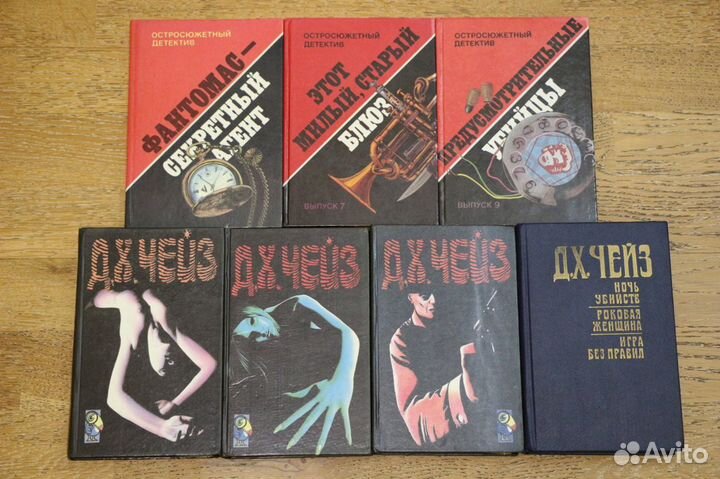 ОСТРОСЮЖЕТНЫЙ
ДЕТЕКТИВ
ФАНТОМАС —
СЕКРЕТНЫЙ
АГЕНТ
ОСТРОСЮЖЕТНЫЙ
ДЕТЕКТИВ
ЭТОТ
МИЛЫЙ, СТАРЫЙ
БЛЮЗ
ВЫПУСК 7
ОСТРОСЮЖЕТНЫЙ
ДЕТЕКТИВ
ПРЕДУСМОТРИТЕЛЬНЫЕ
УБИЙЦЫ
ВЫПУСК 9
Д.Х. ЧЕЙЗ
Д.Х. ЧЕЙЗ
Д.Х. ЧЕЙЗ
Д.Х. ЧЕЙЗ
НОЧЬ
УБИЙСТВ
РОКОВАЯ
ЖЕНЩИНА
ИГРА
БЕЗ ПРАВИЛ
Avito